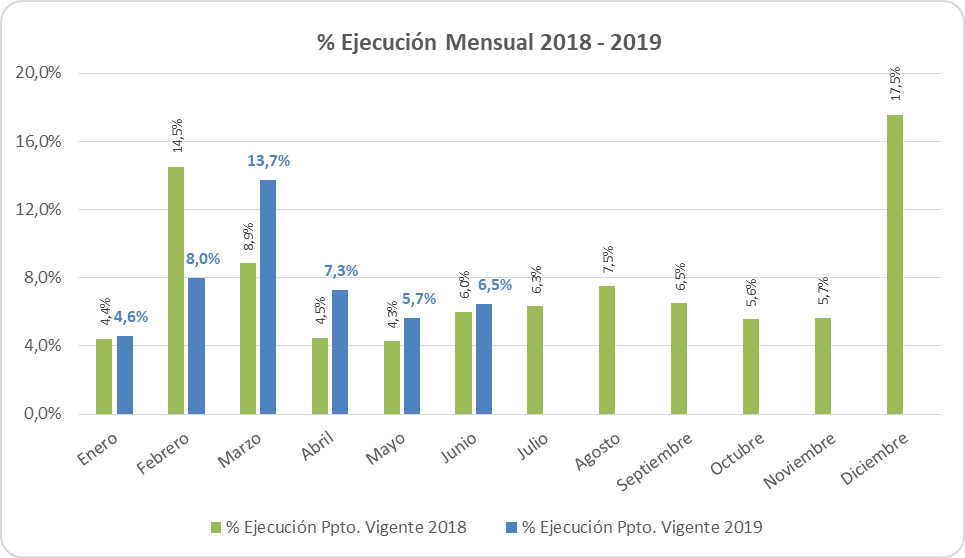 % Ejecución Mensual 2018 - 2019
20,0%
16,0%
12,0%
8,0%
4,0%
0,0%
4,4%
4,6%
14,5%
8,0%
8,9%
13,7%
4,5%
7,3%
4,3%
5,7%
6,0%
6,5%
6,3%
7,5%
6,5%
5,6%
5,7%
17,5%
Enero
Febrero
Marzo
Abril
Mayo
Junio
Julio
Agosto
Septiembre
Octubre
Noviembre
Diciembre
% Ejecución Ppto. Vigente 2018
% Ejecución Ppto. Vigente 2019